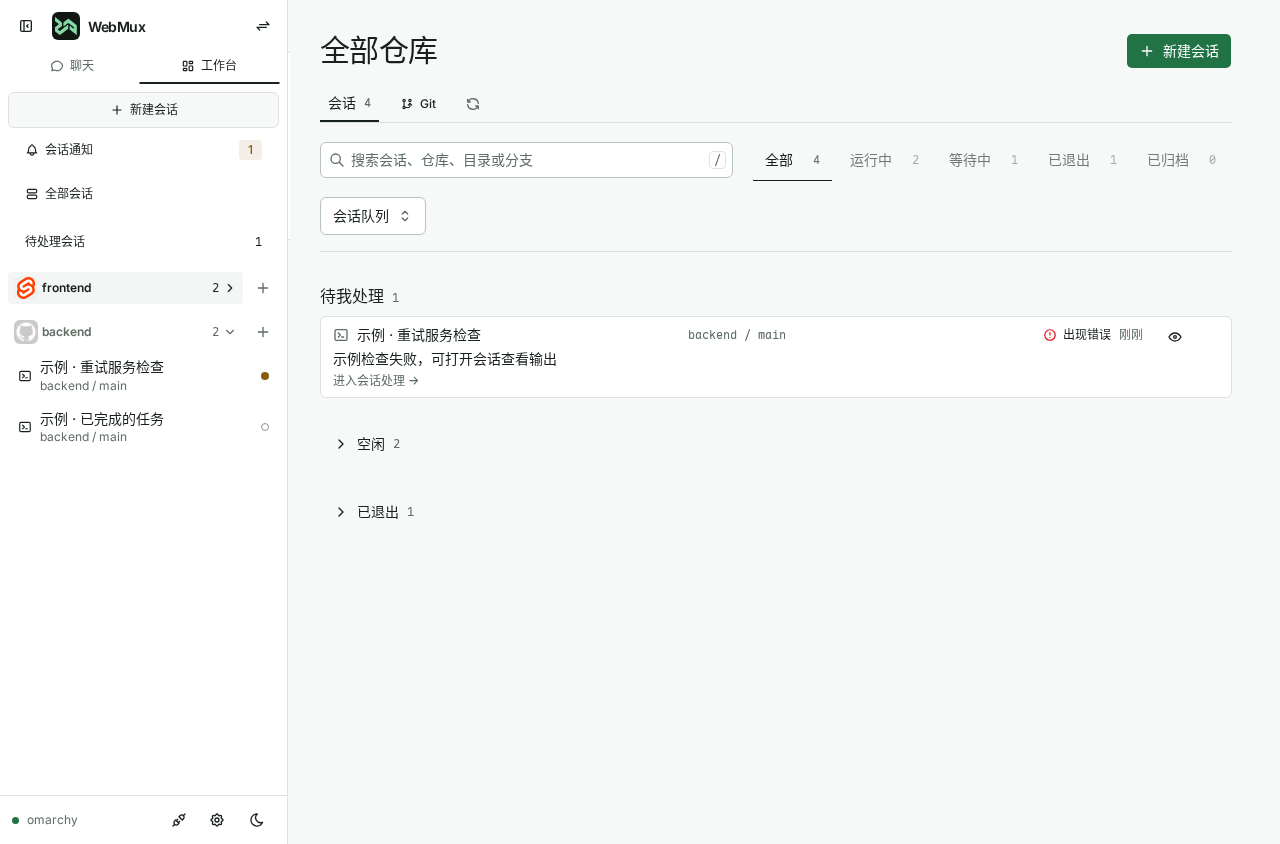 WebMux
聊天
工作台
新建会话
会话通知 1
全部会话
待处理会话 1
frontend 2
backend 2
示例 · 重试服务检查
backend / main
示例 · 已完成的任务
backend / main
omarchy
全部仓库
新建会话
会话 4
Git
搜索会话、仓库、目录或分支 /
全部 4
运行中 2
等待中 1
已退出 1
已归档 0
会话队列
待我处理 1
示例 · 重试服务检查 backend / main 出现错误 刚刚
示例检查失败，可打开会话查看输出
进入会话处理 →
空闲 2
已退出 1